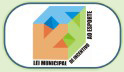 LEI MUNICIPAL
DE INCENTIVO
AO ESPORTE